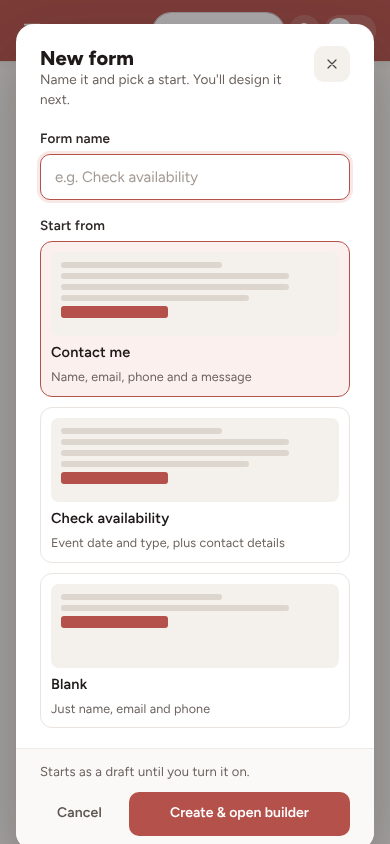 New form
Name it and pick a start. You'll design it
next.
Form name
e.g. Check availability
Start from
Contact me
Name, email, phone and a message
Check availability
Event date and type, plus contact details
Blank
Just name, email and phone
Starts as a draft until you turn it on.
Cancel
Create & open builder